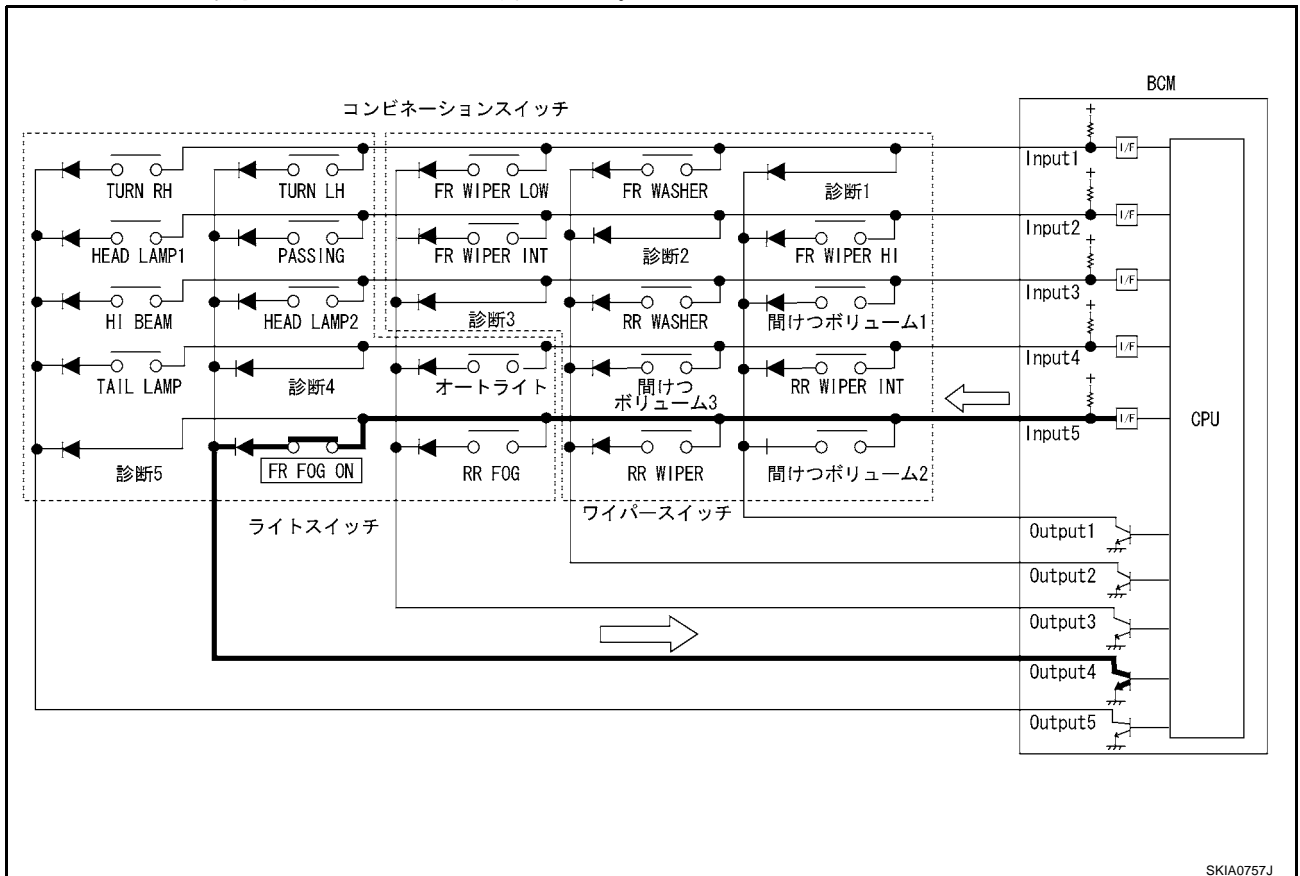 BCM
コンビネーションスイッチ
Input1
I/F
TURN RH
TURN LH
FR WIPER LOW
FR WASHER
診断1
Input2
I/F
HEAD LAMP1
PASSING
FR WIPER INT
診断2
FR WIPER HI
Input3
I/F
HI BEAM
HEAD LAMP2
診断3
RR WASHER
間けつボリューム1
Input4
I/F
TAIL LAMP
診断4
オートライト
間けつ
ボリューム3
RR WIPER INT
Input5
I/F
CPU
診断5
FR FOG ON
RR FOG
RR WIPER
間けつボリューム2
ライトスイッチ
ワイパースイッチ
Output1
Output2
Output3
Output4
Output5
SKIA0757J